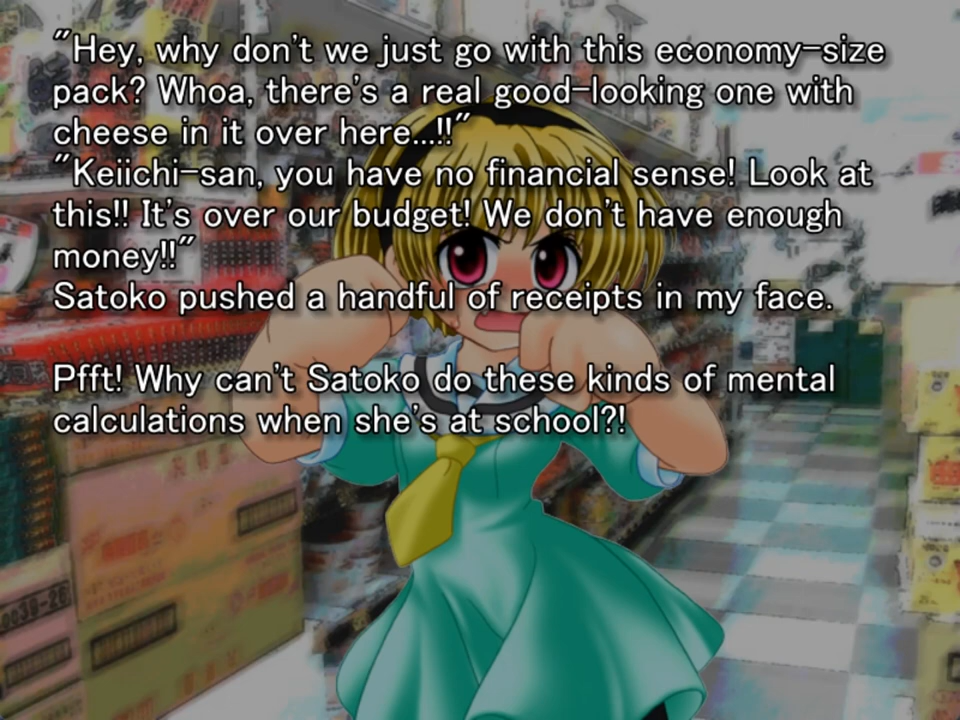 "Hey, why don't we just go with this economy-size
pack? Whoa, there's a real good-looking one with
cheese in it over here...!!"
"Keiichi-san, you have no financial sense! Look at
this!! It's over our budget! We don't have enough
money!!"
Satoko pushed a handful of receipts in my face.
Pfft! Why can't Satoko do these kinds of mental
calculations when she's at school?!